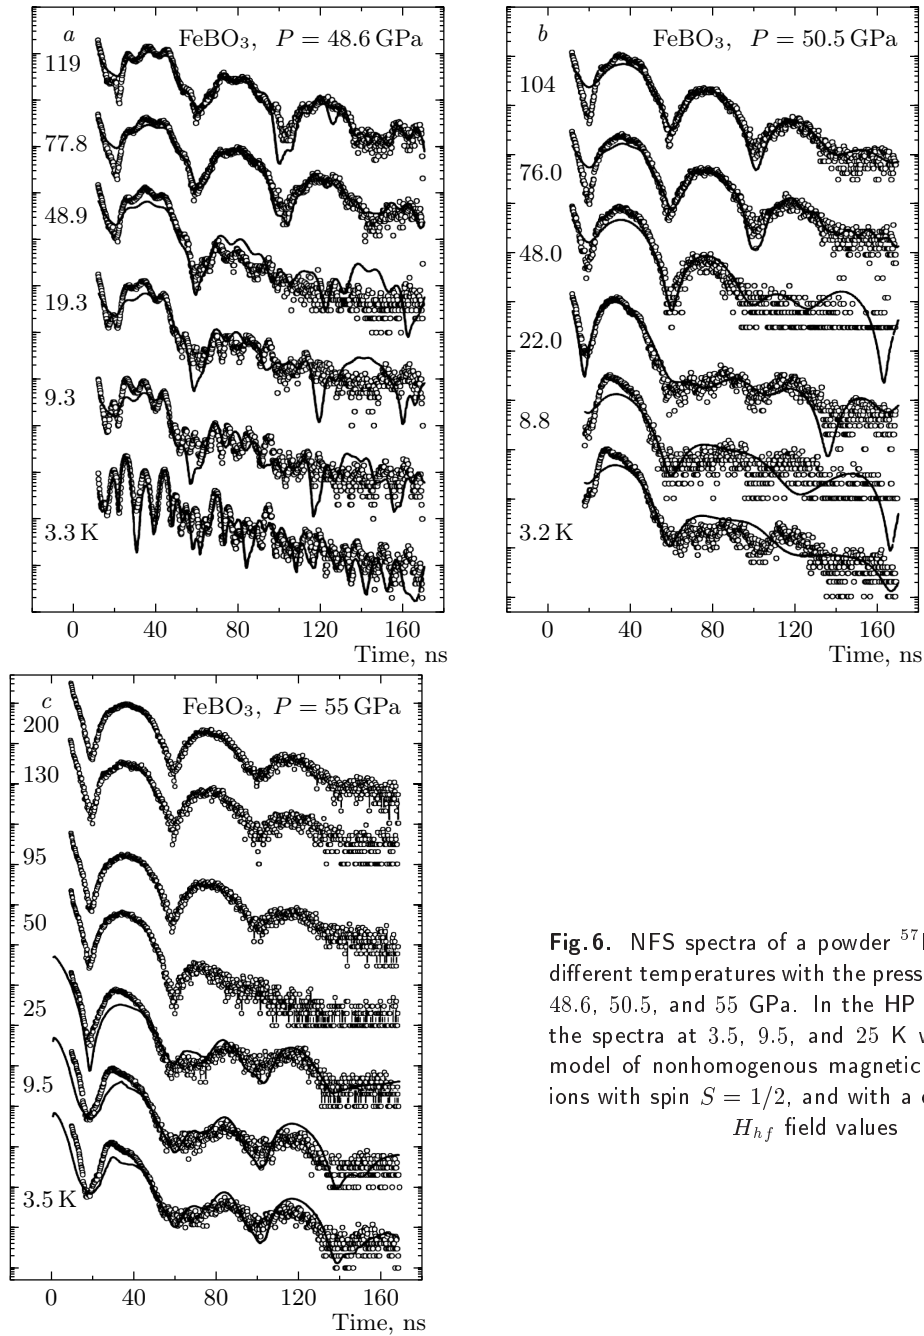 a FeBO₃, P = 48.6 GPa
119
77.8
48.9
19.3
9.3
3.3 K
0 40 80 120 160
Time, ns
b FeBO₃, P = 50.5 GPa
104
76.0
48.0
22.0
8.8
3.2 K
0 40 80 120 160
Time, ns
c FeBO₃, P = 55 GPa
200
130
95
50
25
9.5
3.5 K
0 40 80 120 160
Time, ns
Fig. 6. NFS spectra of a powder ⁵⁷
different temperatures with the press
48.6, 50.5, and 55 GPa. In the HP
the spectra at 3.5, 9.5, and 25 K
model of nonhomogenous magnetic
ions with spin S = 1/2, and with a
H_{hf} field values